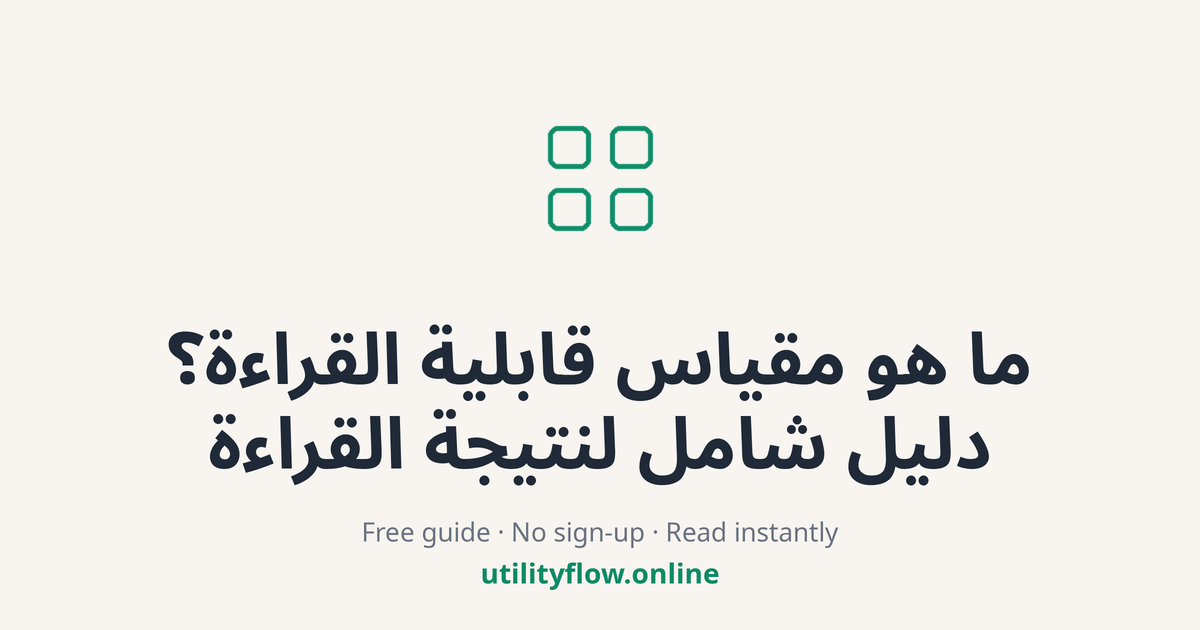 ما هو مقياس قابلية القراءة؟
دليل شامل لنتيجة القراءة
Free guide · No sign-up · Read instantly
utilityflow.online